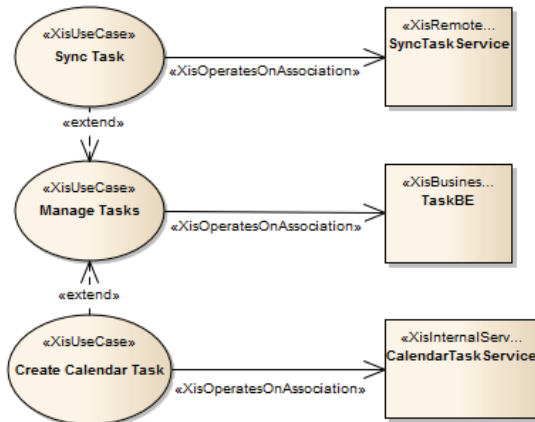 «XisUseCase»
Sync Task
«XisRemote...
SyncTaskService
«XisOperatesOnAssociation»
«extend»
«XisUseCase»
Manage Tasks
«XisBusines...
TaskBE
«XisOperatesOnAssociation»
«extend»
«XisUseCase»
Create Calendar Task
«XisInternalServ...
CalendarTaskService
«XisOperatesOnAssociation»